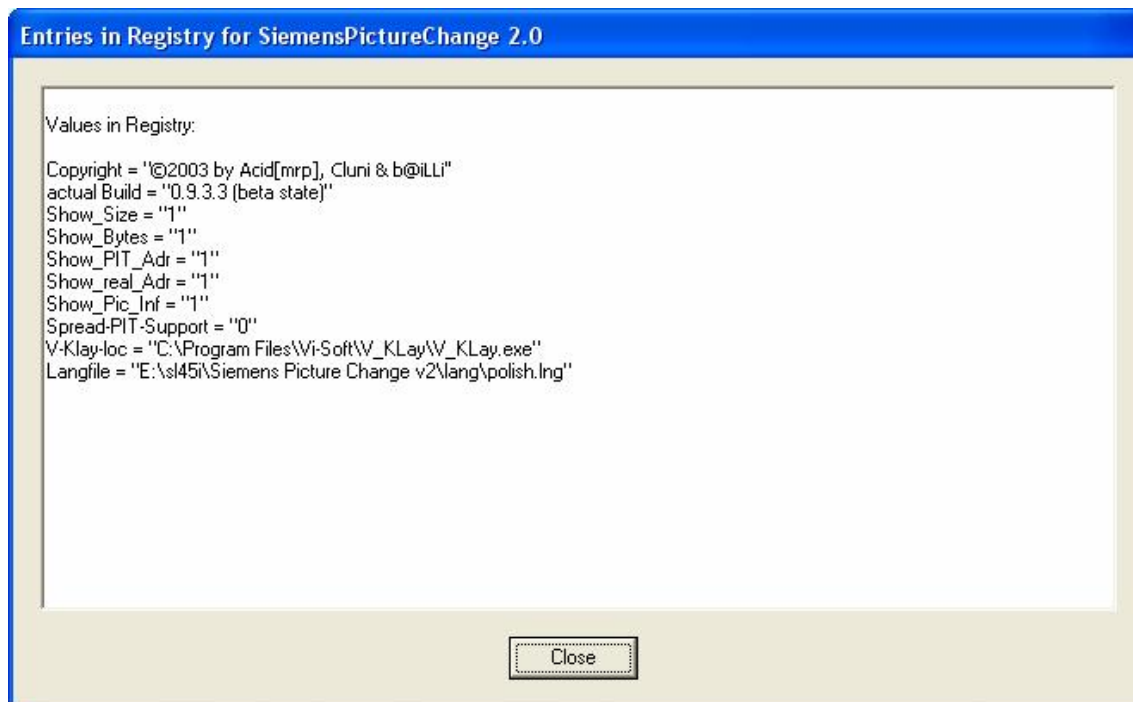 Entries in Registry for SiemensPictureChange 2.0
Values in Registry:
Copyright = "©2003 by Acid[mrp], Cluni & b@iLLi"
actual Build = "0.9.3.3 (beta state)"
Show_Size = "1"
Show_Bytes = "1"
Show_PIT_Adr = "1"
Show_real_Adr = "1"
Show_Pic_Inf = "1"
Spread-PIT-Support = "0"
V-Klay-loc = "C:\Program Files\Vi-Soft\V_KLay\V_KLay.exe"
Langfile = "E:\sl45i\Siemens Picture Change v2\lang\polish.lng"
Close